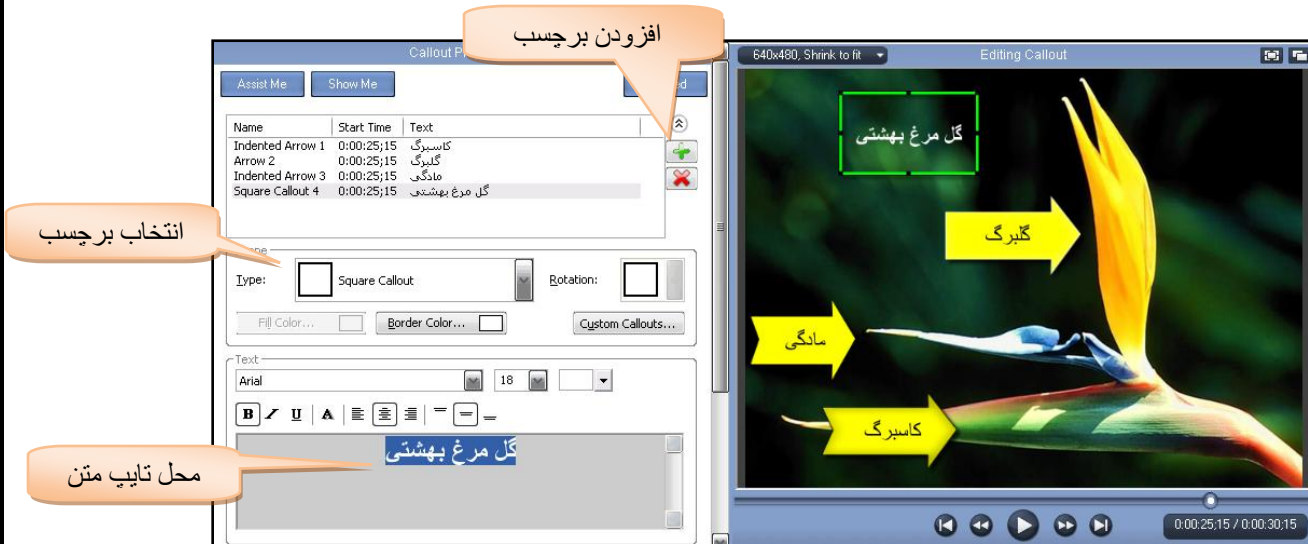 افزودن برچسب
Callout P
Assist Me
Show Me
ed
Name Start Time Text
Indented Arrow 1 0:00:25;15 کاسبرگ
Arrow 2 0:00:25;15 گلبرگ
Indented Arrow 3 0:00:25;15 مادگی
Square Callout 4 0:00:25;15 گل مرغ بهشتی
انتخاب برچسب
Type: Square Callout Rotation:
Fill Color... Border Color... Custom Callouts...
Text
Arial 18
B I U A
گل مرغ بهشتی
محل تایپ متن
640x480, Shrink to fit
Editing Callout
گل مرغ بهشتی
گلبرگ
مادگی
کاسبرگ
0:00:25;15 / 0:00:30;15